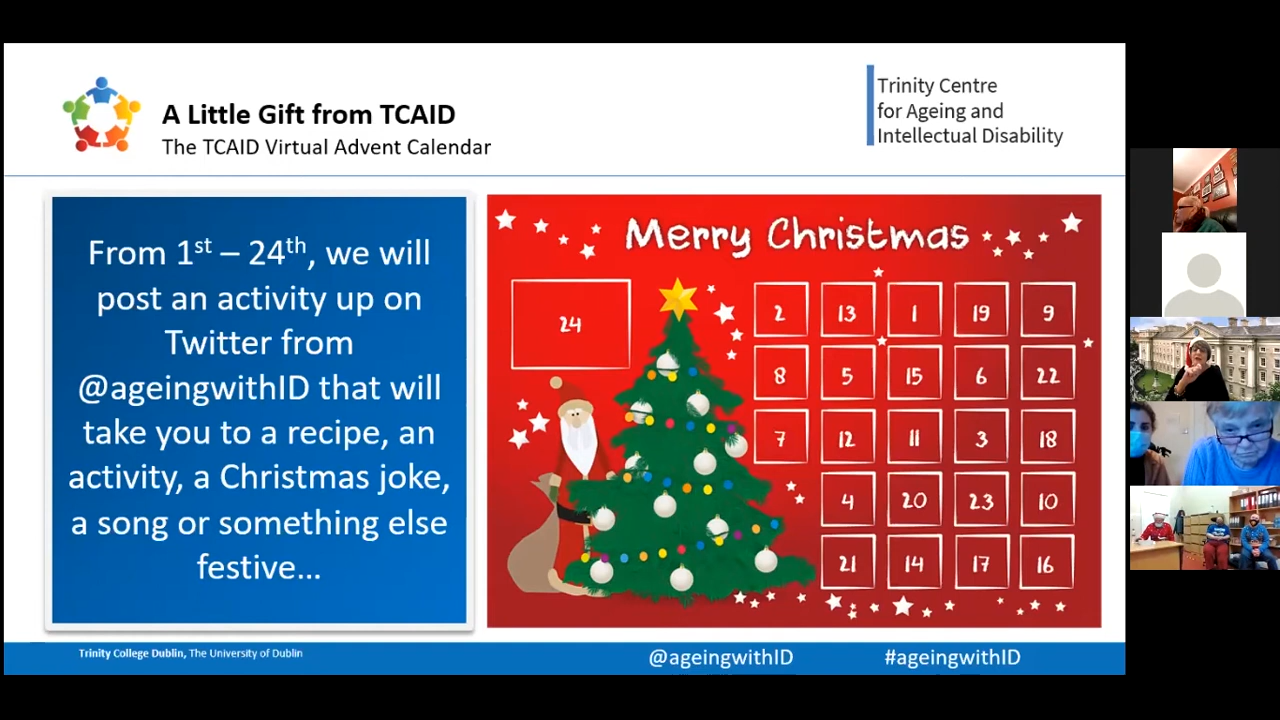 A Little Gift from TCAID
The TCAID Virtual Advent Calendar
Trinity Centre
for Ageing and
Intellectual Disability
From 1st – 24th, we will
post an activity up on
Twitter from
@ageingwithID that will
take you to a recipe, an
activity, a Christmas joke,
a song or something else
festive...
Merry Christmas
24
2 13 1 19 9
8 5 15 6 22
7 12 11 3 18
4 20 23 10
21 14 17 16
Trinity College Dublin, The University of Dublin
@ageingwithID
#ageingwithID